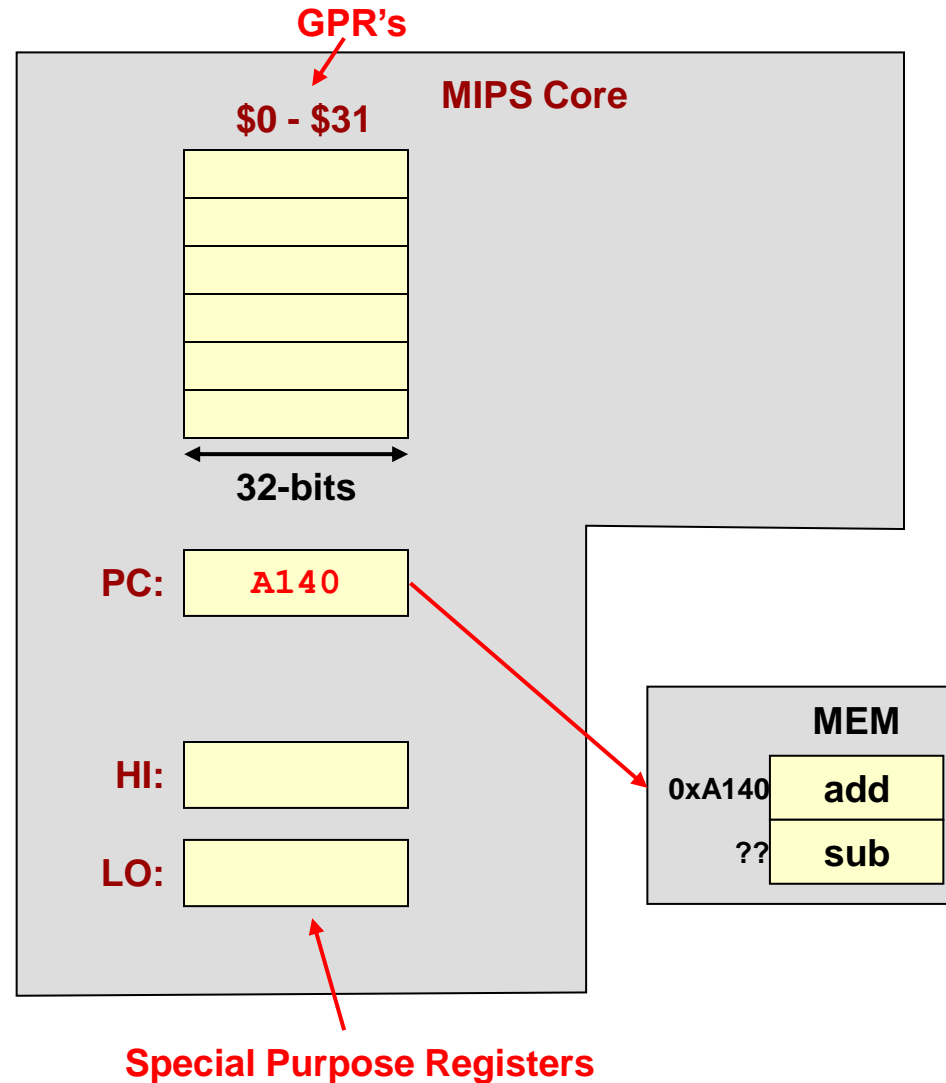 GPR's
MIPS Core
$0 - $31
32-bits
PC: A140
MEM
HI:
0xA140 add
LO:
?? sub
Special Purpose Registers